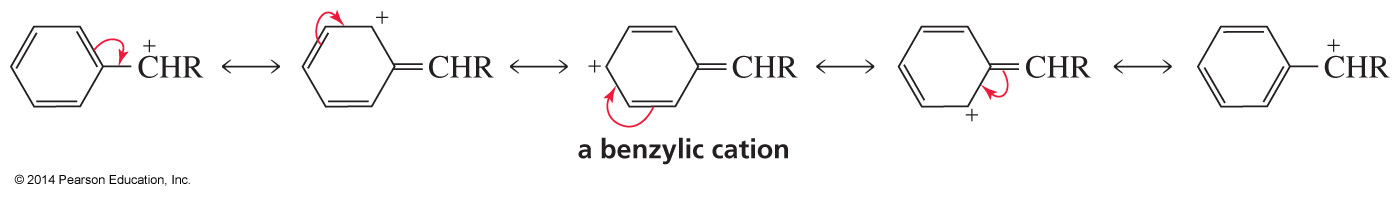 +
CHR
+
CHR
+
CHR
CHR
+
+
CHR
a benzylic cation
© 2014 Pearson Education, Inc.